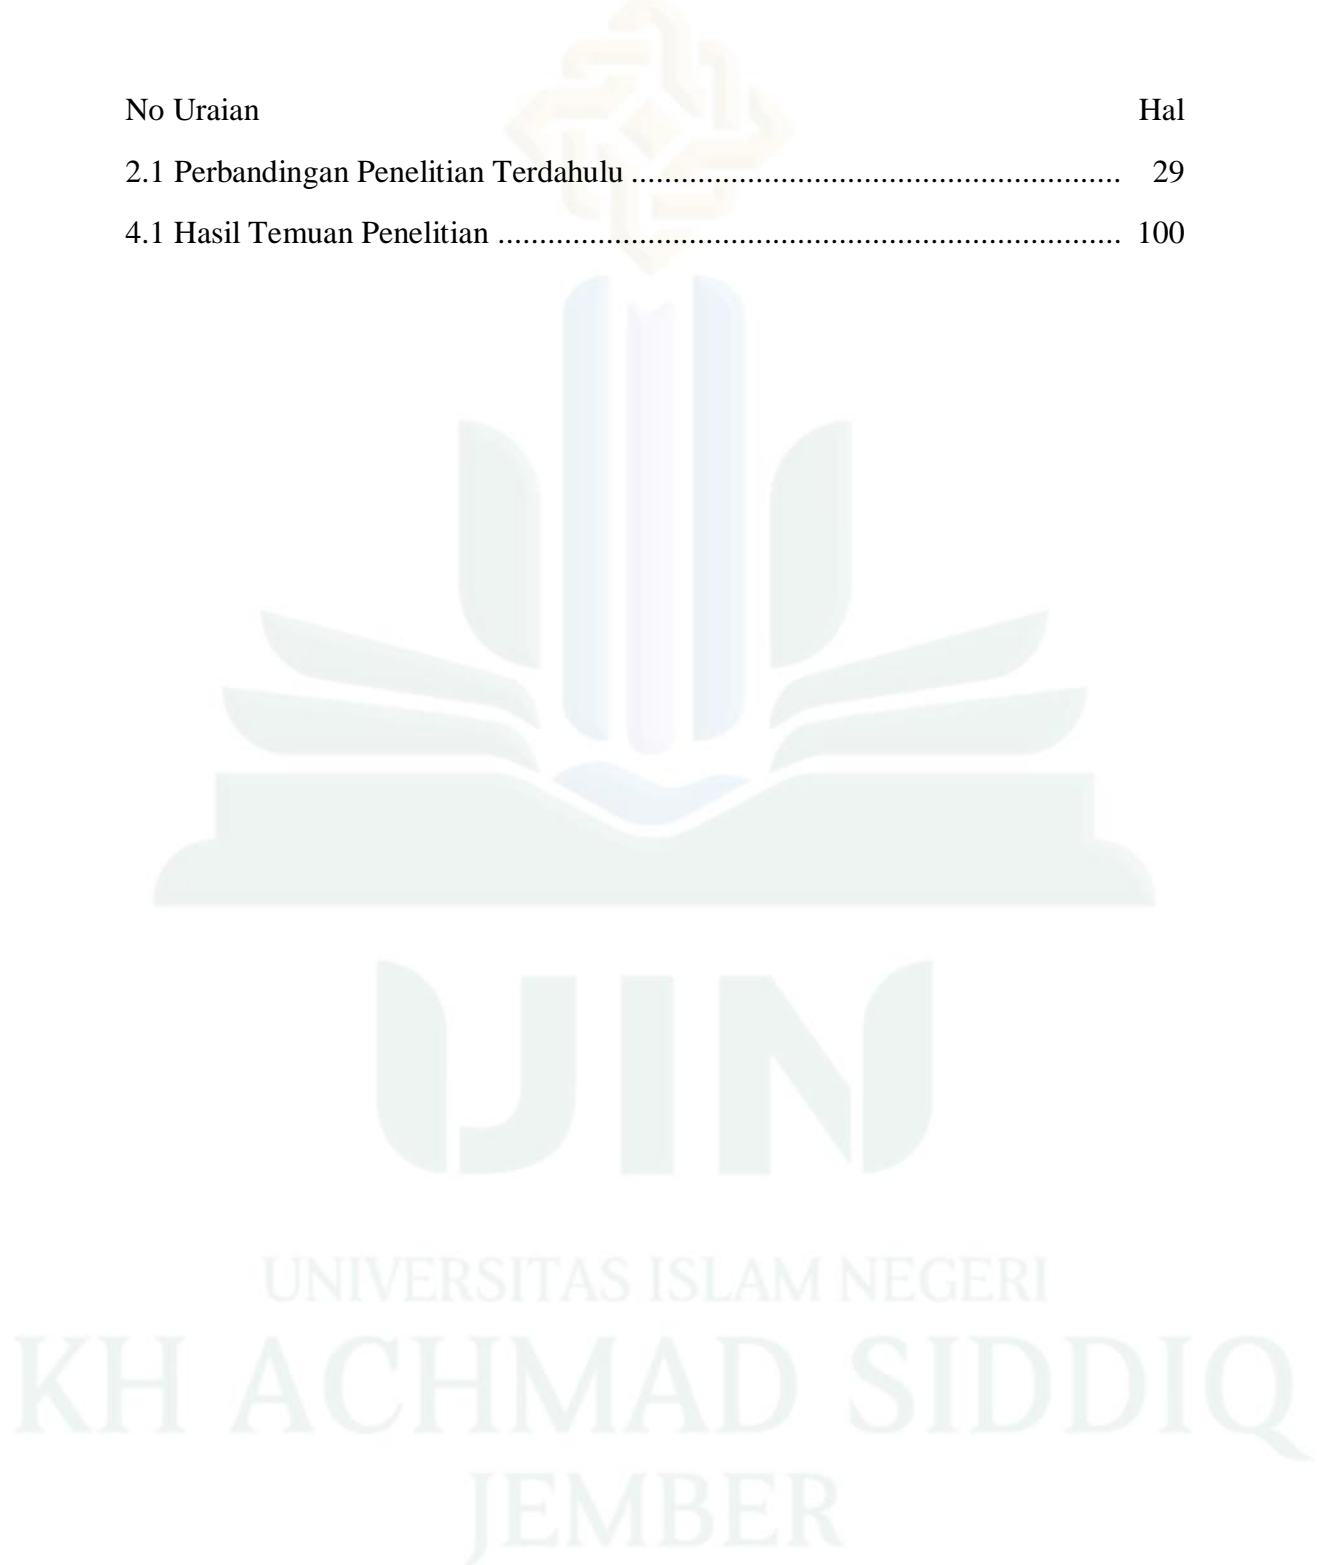 No Uraian Hal
2.1 Perbandingan Penelitian Terdahulu ........................................................... 29
4.1 Hasil Temuan Penelitian ........................................................................... 100
UIN
UNIVERSITAS ISLAM NEGERI
KH ACHMAD SIDDIQ
JEMBER